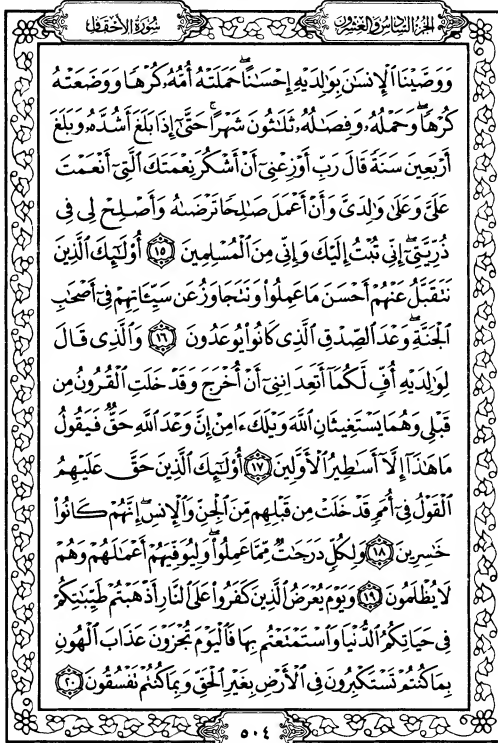 الجزء السادس والعشرون
سورة الأحقاف
وَوَصَّيْنَا ٱلْإِنسَٰنَ بِوَٰلِدَيْهِ إِحْسَٰنًا ۖ حَمَلَتْهُ أُمُّهُۥ كُرْهًا وَوَضَعَتْهُ
كُرْهًا ۖ وَحَمْلُهُۥ وَفِصَٰلُهُۥ ثَلَٰثُونَ شَهْرًا ۚ حَتَّىٰٓ إِذَا بَلَغَ أَشُدَّهُۥ وَبَلَغَ
أَرْبَعِينَ سَنَةً قَالَ رَبِّ أَوْزِعْنِىٓ أَنْ أَشْكُرَ نِعْمَتَكَ ٱلَّتِىٓ أَنْعَمْتَ
عَلَىَّ وَعَلَىٰ وَٰلِدَىَّ وَأَنْ أَعْمَلَ صَٰلِحًا تَرْضَىٰهُ وَأَصْلِحْ لِى فِى
ذُرِّيَّتِىٓ ۖ إِنِّى تُبْتُ إِلَيْكَ وَإِنِّى مِنَ ٱلْمُسْلِمِينَ ١٥ أُو۟لَٰٓئِكَ ٱلَّذِينَ
نَتَقَبَّلُ عَنْهُمْ أَحْسَنَ مَا عَمِلُوا۟ وَنَتَجَاوَزُ عَن سَيِّـَٔاتِهِمْ فِىٓ أَصْحَٰبِ
ٱلْجَنَّةِ ۖ وَعْدَ ٱلصِّدْقِ ٱلَّذِى كَانُوا۟ يُوعَدُونَ ١٦ وَٱلَّذِى قَالَ
لِوَٰلِدَيْهِ أُفٍّ لَّكُمَآ أَتَعِدَانِنِىٓ أَنْ أُخْرَجَ وَقَدْ خَلَتِ ٱلْقُرُونُ مِن
قَبْلِى وَهُمَا يَسْتَغِيثَانِ ٱللَّهَ وَيْلَكَ ءَامِنْ إِنَّ وَعْدَ ٱللَّهِ حَقٌّ فَيَقُولُ
مَا هَٰذَآ إِلَّآ أَسَٰطِيرُ ٱلْأَوَّلِينَ ١٧ أُو۟لَٰٓئِكَ ٱلَّذِينَ حَقَّ عَلَيْهِمُ
ٱلْقَوْلُ فِىٓ أُمَمٍ قَدْ خَلَتْ مِن قَبْلِهِم مِّنَ ٱلْجِنِّ وَٱلْإِنسِ ۖ إِنَّهُمْ كَانُوا۟
خَٰسِرِينَ ١٨ وَلِكُلٍّ دَرَجَٰتٌ مِّمَّا عَمِلُوا۟ ۖ وَلِيُوَفِّيَهُمْ أَعْمَٰلَهُمْ وَهُمْ
لَا يُظْلَمُونَ ١٩ وَيَوْمَ يُعْرَضُ ٱلَّذِينَ كَفَرُوا۟ عَلَى ٱلنَّارِ أَذْهَبْتُمْ طَيِّبَٰتِكُمْ
فِى حَيَاتِكُمُ ٱلدُّنْيَا وَٱسْتَمْتَعْتُم بِهَا فَٱلْيَوْمَ تُجْزَوْنَ عَذَابَ ٱلْهُونِ
بِمَا كُنتُمْ تَسْتَكْبِرُونَ فِى ٱلْأَرْضِ بِغَيْرِ ٱلْحَقِّ وَبِمَا كُنتُمْ تَفْسُقُونَ ٢٠
٥٠٤